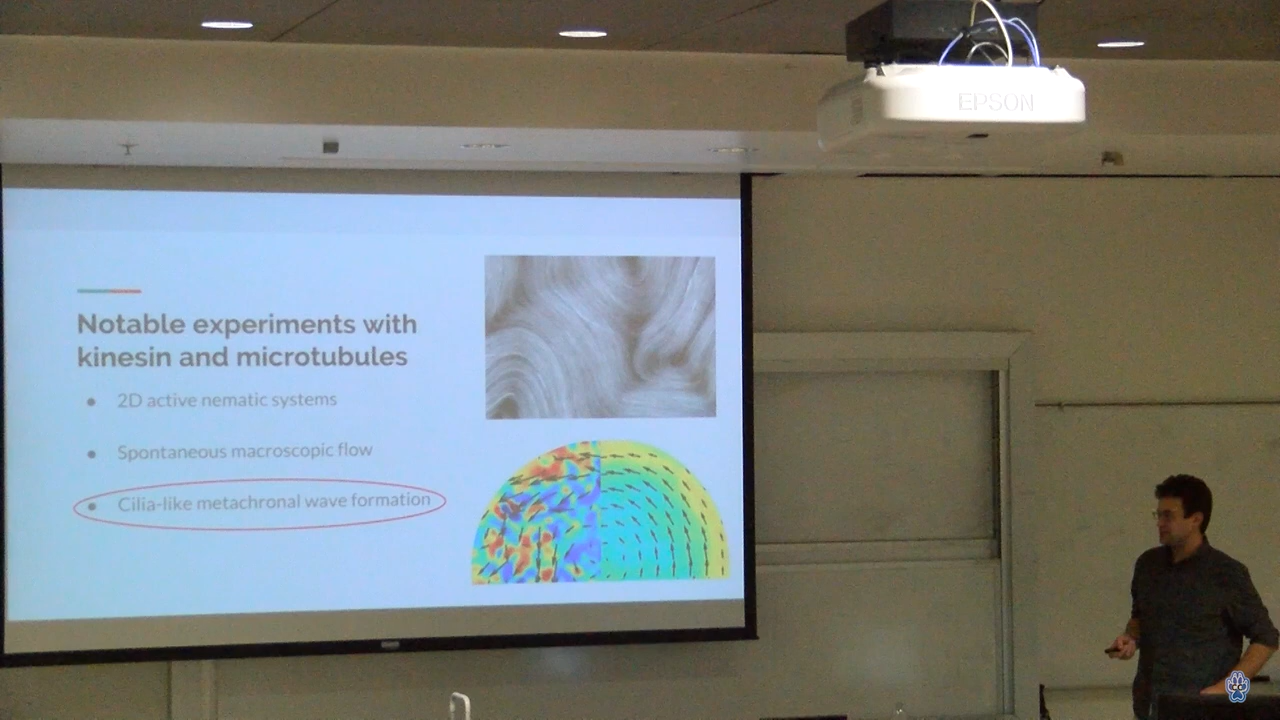 EPSON
Notable experiments with
kinesin and microtubules
● 2D active nematic systems
● Spontaneous macroscopic flow
● Cilia-like metachronal wave formation